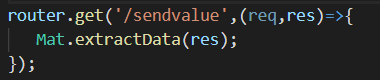 router.get('/sendvalue',(req,res)=>{
   Mat.extractData(res);
});